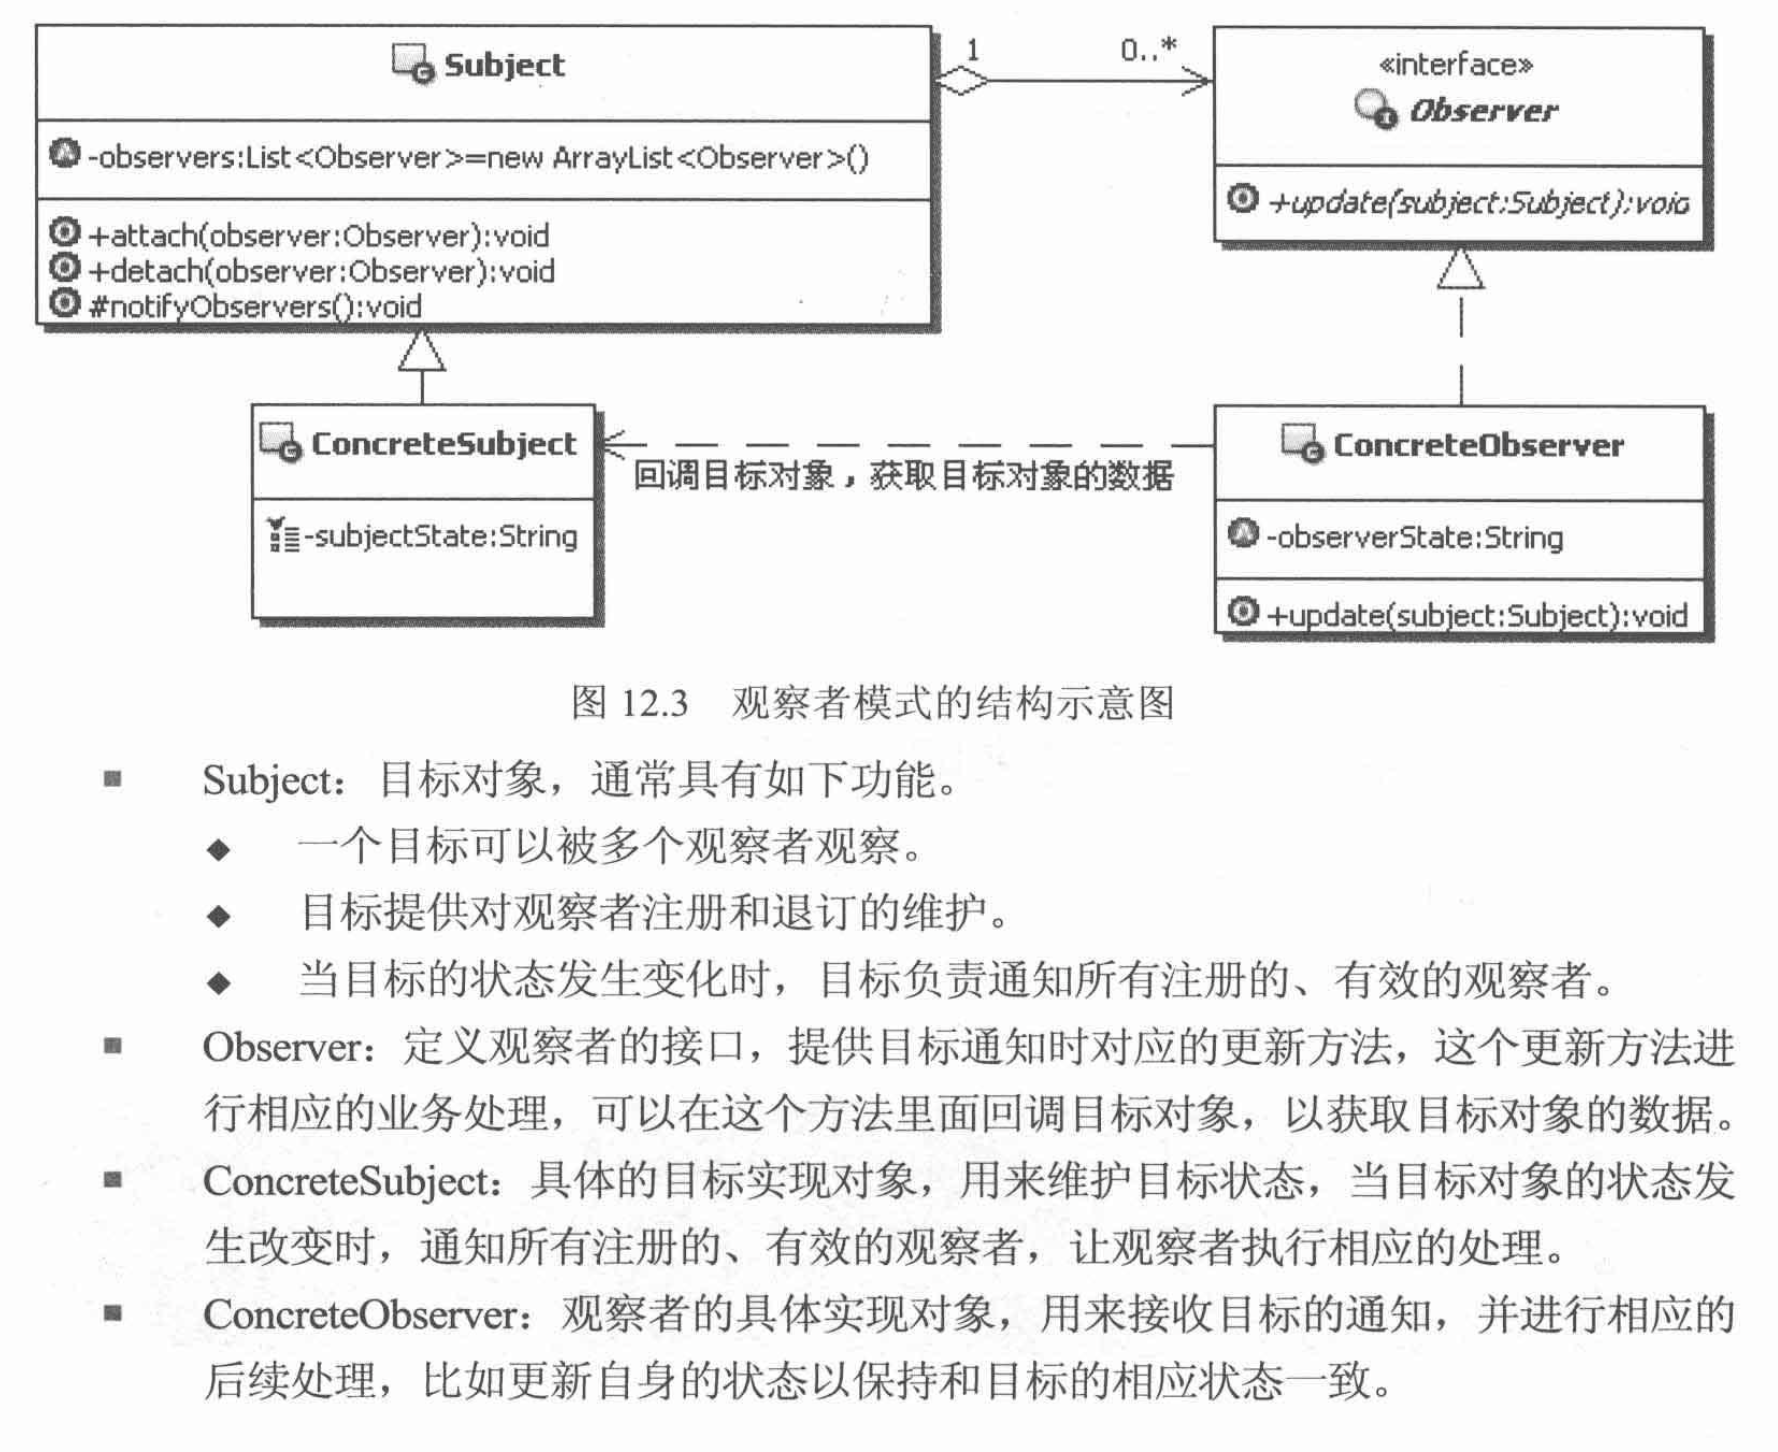 Subject
1
0..*
«interface»
Observer
-observers:List<Observer>=new ArrayList<Observer>()
+update(subject:Subject):void
+attach(observer:Observer):void
+detach(observer:Observer):void
#notifyObservers():void
ConcreteSubject
ConcreteObserver
回调目标对象，获取目标对象的数据
-subjectState:String
-observerState:String
+update(subject:Subject):void
图 12.3 观察者模式的结构示意图
■ Subject：目标对象，通常具有如下功能。
◆ 一个目标可以被多个观察者观察。
◆ 目标提供对观察者注册和退订的维护。
◆ 当目标的状态发生变化时，目标负责通知所有注册的、有效的观察者。
■ Observer：定义观察者的接口，提供目标通知时对应的更新方法，这个更新方法进
行相应的业务处理，可以在这个方法里面回调目标对象，以获取目标对象的数据。
■ ConcreteSubject：具体的目标实现对象，用来维护目标状态，当目标对象的状态发
生改变时，通知所有注册的、有效的观察者，让观察者执行相应的处理。
■ ConcreteObserver：观察者的具体实现对象，用来接收目标的通知，并进行相应的
后续处理，比如更新自身的状态以保持和目标的相应状态一致。